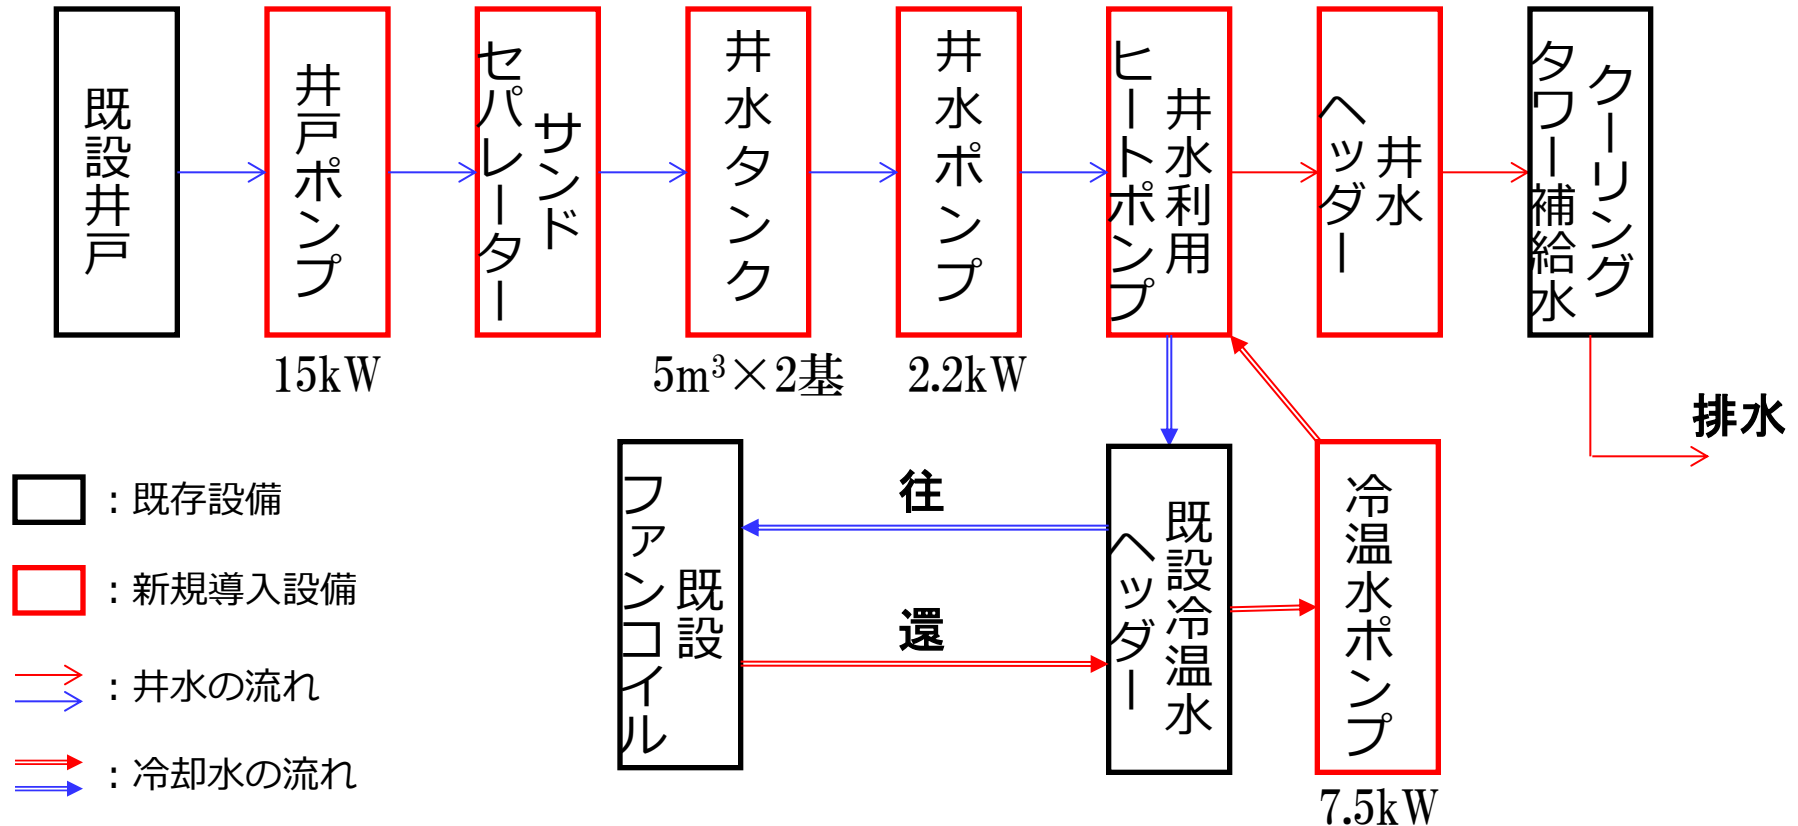 既設井戸
井戸ポンプ
サンド
セパレーター
井水タンク
井水ポンプ
井水利用
ヒートポンプ
井水
ヘッダー
クーリング
タワー補給水
15kW
5m³×2基
2.2kW
排水
既設
ファンコイル
往
還
既設冷温水
ヘッダー
冷温水ポンプ
7.5kW
：既存設備
：新規導入設備
：井水の流れ
：冷却水の流れ